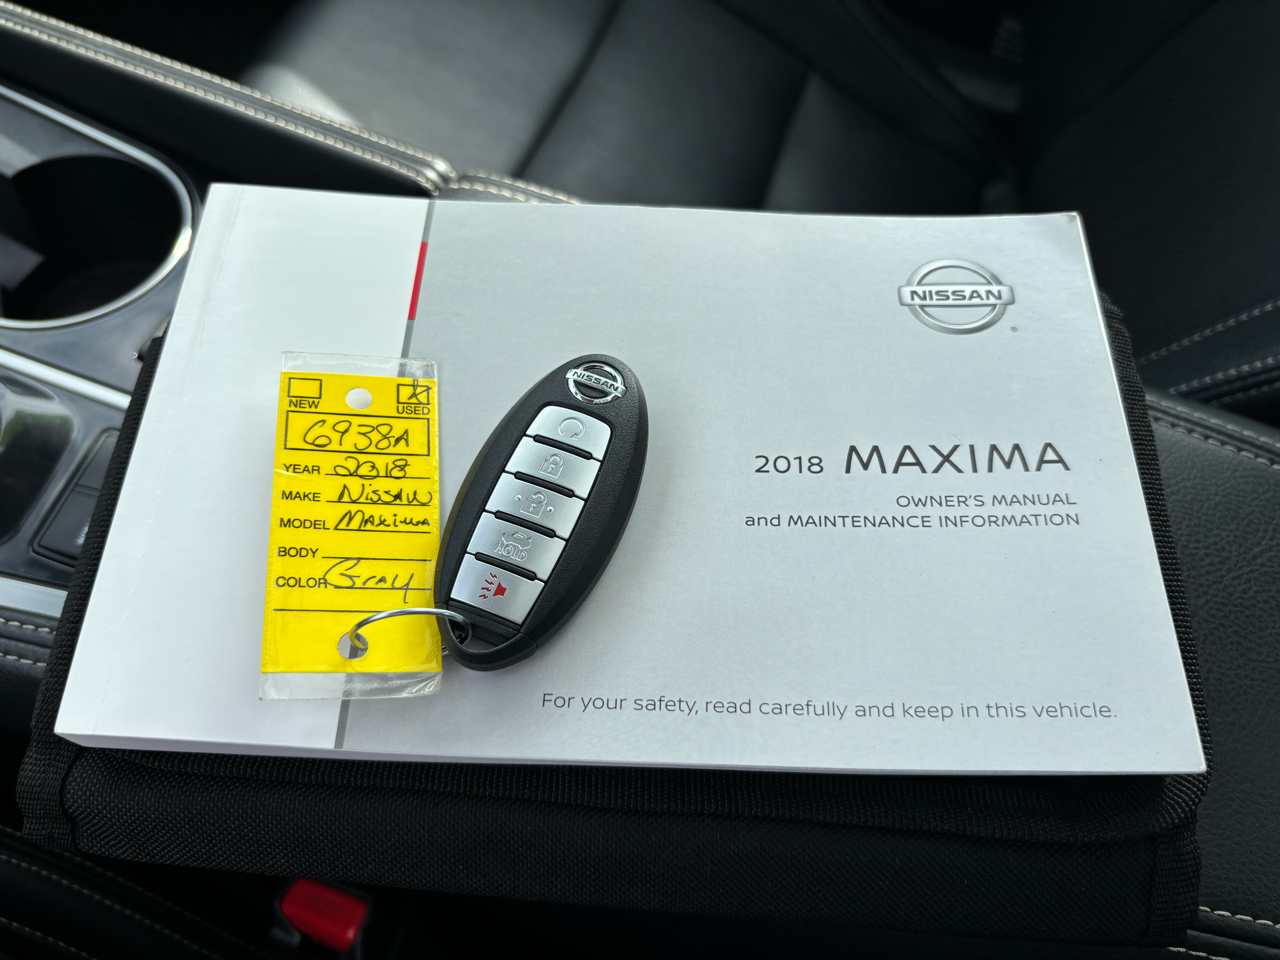 NISSAN
2018 MAXIMA
OWNER'S MANUAL
and MAINTENANCE INFORMATION
For your safety, read carefully and keep in this vehicle.
NEW USED
6938A
YEAR 2018
MAKE Nissan
MODEL Maxima
BODY
COLOR Gray
NISSAN
HOLD